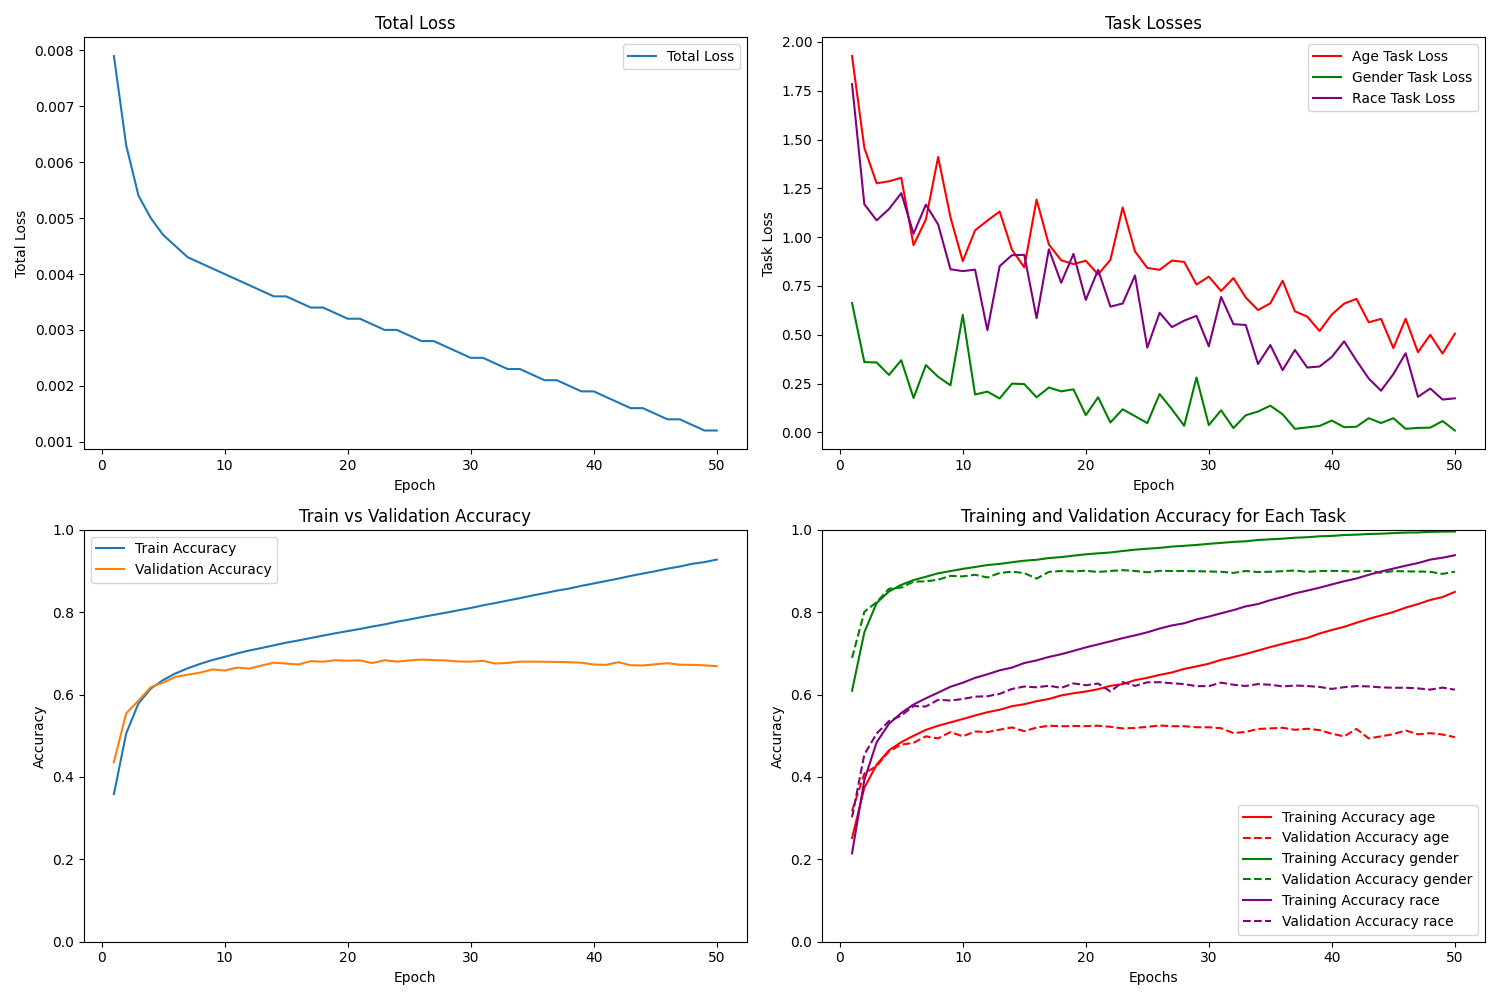 Total Loss
Total Loss
0.008
0.007
0.006
0.005
0.004
0.003
0.002
0.001
Total Loss
0
10
20
30
40
50
Epoch
Task Losses
Age Task Loss
Gender Task Loss
Race Task Loss
2.00
1.75
1.50
1.25
1.00
0.75
0.50
0.25
0.00
Task Loss
0
10
20
30
40
50
Epoch
Train vs Validation Accuracy
Train Accuracy
Validation Accuracy
1.0
0.8
0.6
0.4
0.2
0.0
Accuracy
0
10
20
30
40
50
Epoch
Training and Validation Accuracy for Each Task
1.0
0.8
0.6
0.4
0.2
0.0
Accuracy
Training Accuracy age
Validation Accuracy age
Training Accuracy gender
Validation Accuracy gender
Training Accuracy race
Validation Accuracy race
0
10
20
30
40
50
Epochs